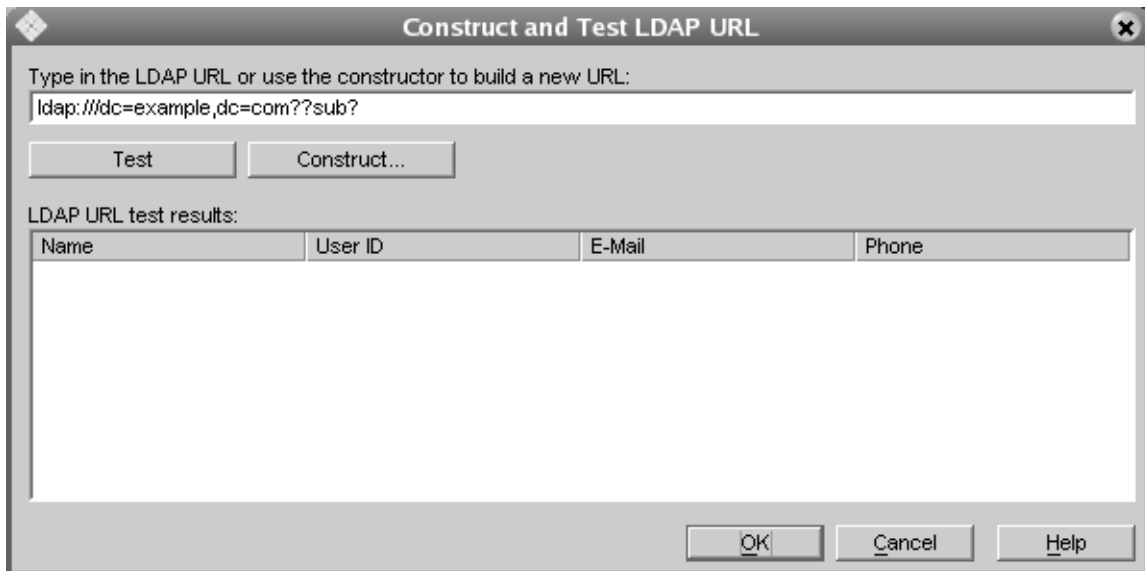 Construct and Test LDAP URL
Type in the LDAP URL or use the constructor to build a new URL:
ldap:///dc=example,dc=com??sub?
Test Construct...
LDAP URL test results:
Name User ID E-Mail Phone
OK Cancel Help